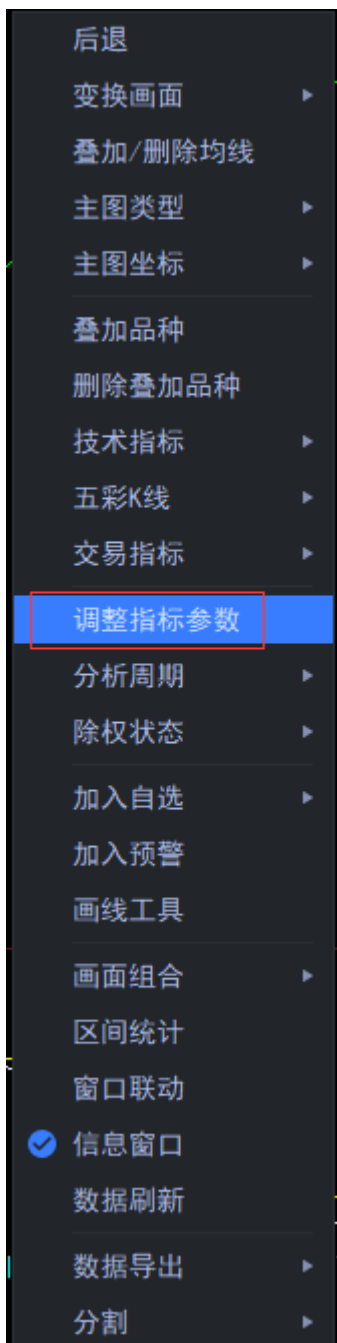 后退
变换画面
叠加/删除均线
主图类型
主图坐标
叠加品种
删除叠加品种
技术指标
五彩K线
交易指标
调整指标参数
分析周期
除权状态
加入自选
加入预警
画线工具
画面组合
区间统计
窗口联动
信息窗口
数据刷新
数据导出
分割